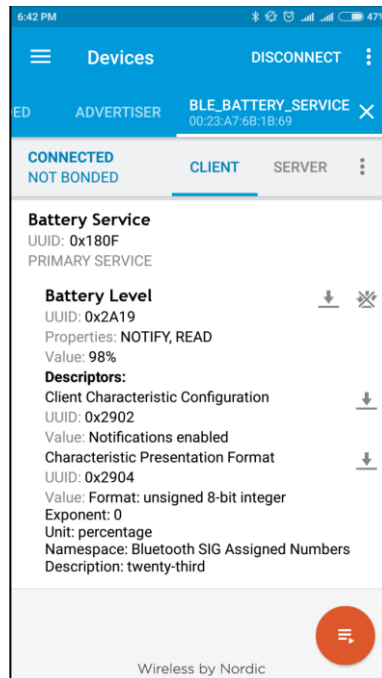 6:42 PM 47%
Devices DISCONNECT
ED ADVERTISER BLE_BATTERY_SERVICE
00:23:A7:6B:1B:69
CONNECTED CLIENT SERVER
NOT BONDED
Battery Service
UUID: 0x180F
PRIMARY SERVICE
Battery Level
UUID: 0x2A19
Properties: NOTIFY, READ
Value: 98%
Descriptors:
Client Characteristic Configuration
UUID: 0x2902
Value: Notifications enabled
Characteristic Presentation Format
UUID: 0x2904
Value: Format: unsigned 8-bit integer
Exponent: 0
Unit: percentage
Namespace: Bluetooth SIG Assigned Numbers
Description: twenty-third
Wireless by Nordic